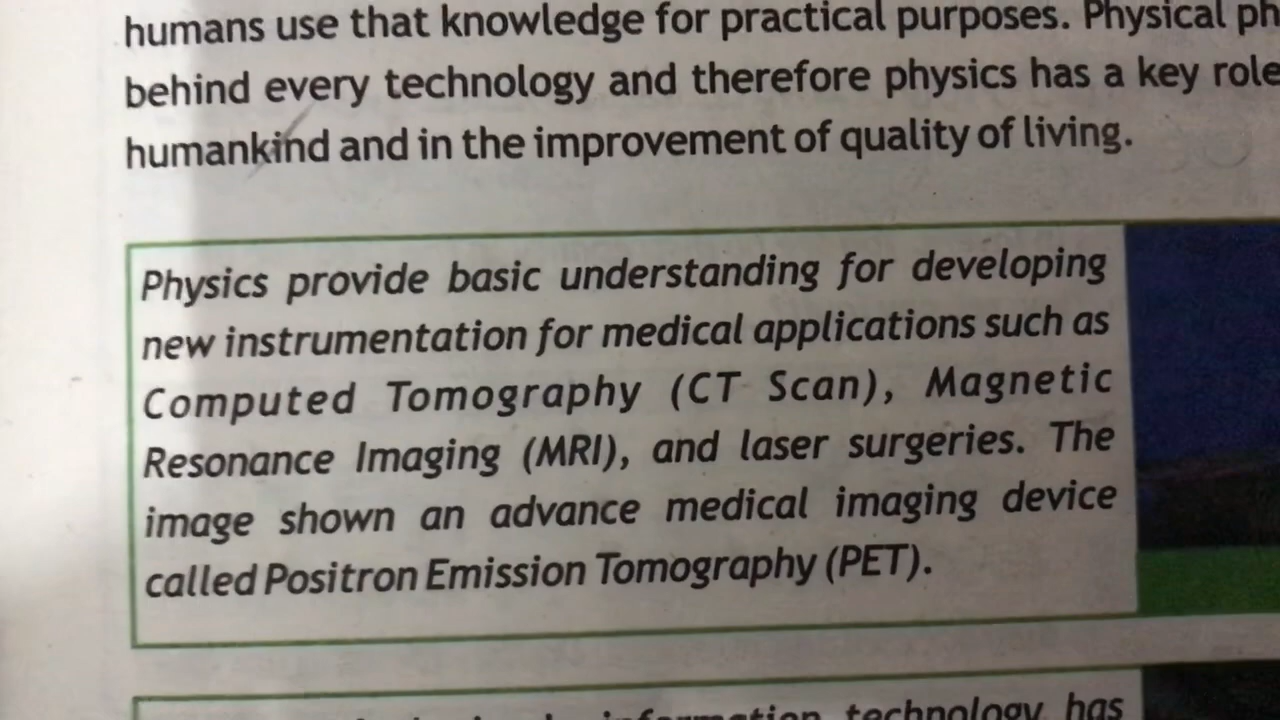 humans use that knowledge for practical purposes. Physical ph
behind every technology and therefore physics has a key role
humankind and in the improvement of quality of living.
Physics provide basic understanding for developing
new instrumentation for medical applications such as
Computed Tomography (CT Scan), Magnetic
Resonance Imaging (MRI), and laser surgeries. The
image shown an advance medical imaging device
called Positron Emission Tomography (PET).
information technology has